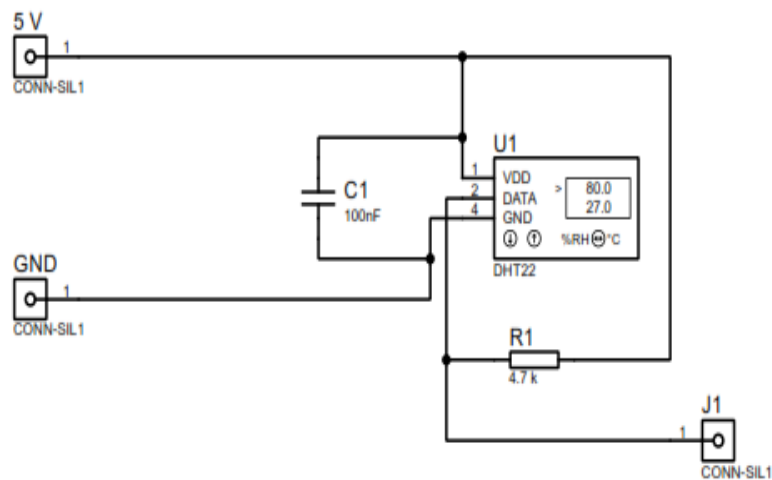 5 V
1
CONN-SIL1
U1
1
VDD
2
DATA
4
GND
>
80.0
27.0
%RH
°C
DHT22
C1
100nF
GND
1
CONN-SIL1
R1
4.7 k
J1
1
CONN-SIL1